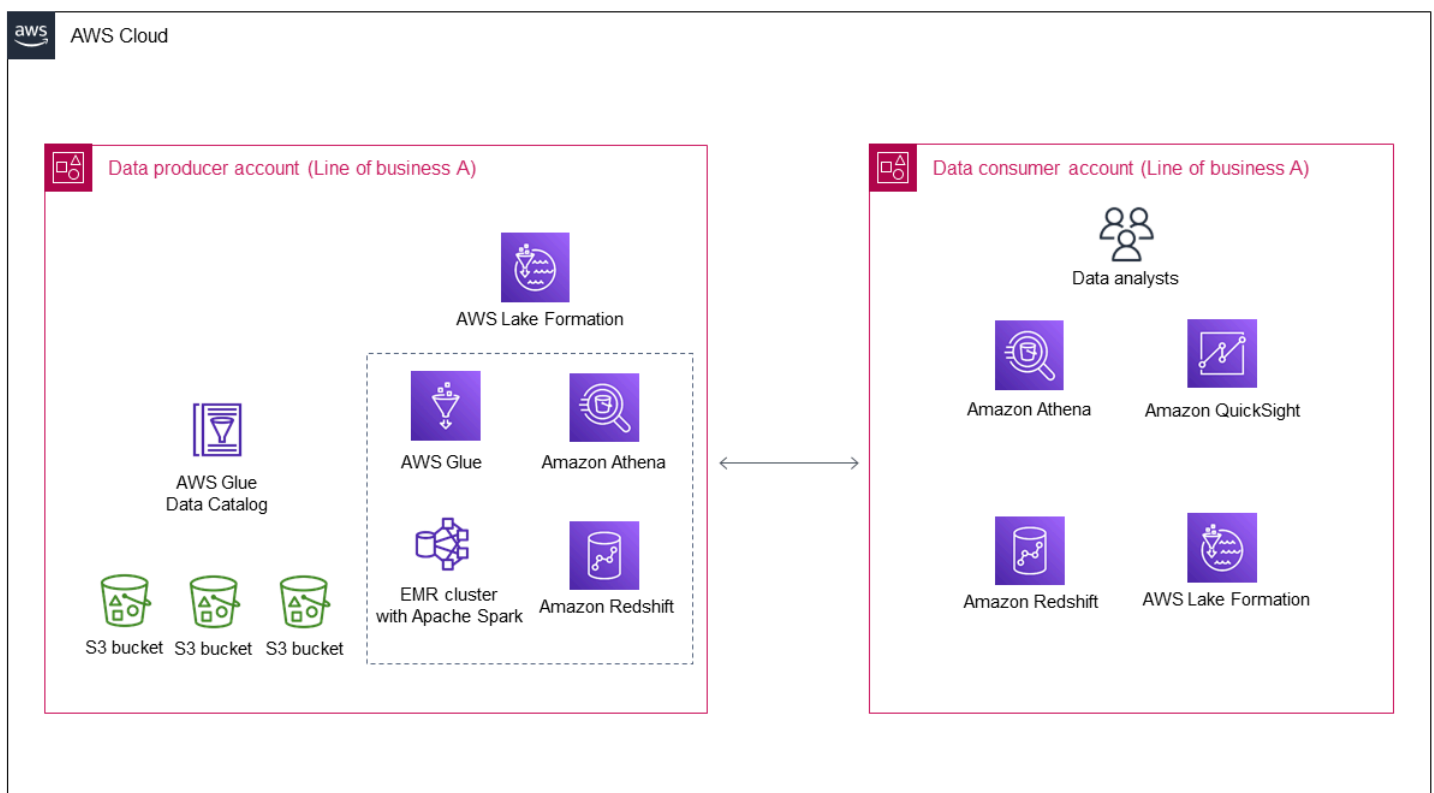 aws
AWS Cloud
Data producer account (Line of business A)
AWS Lake Formation
AWS Glue
Data Catalog
S3 bucket
S3 bucket
S3 bucket
AWS Glue
Amazon Athena
EMR cluster
with Apache Spark
Amazon Redshift
Data consumer account (Line of business A)
Data analysts
Amazon Athena
Amazon QuickSight
Amazon Redshift
AWS Lake Formation